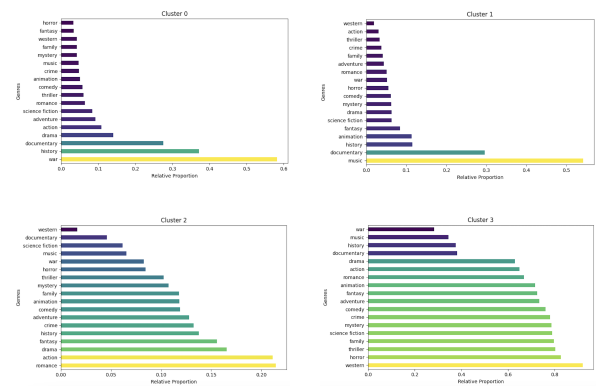 Cluster 0
horror
fantasy
western
family
mystery
music
crime
animation
comedy
thriller
romance
science fiction
adventure
action
drama
documentary
history
war
Genres
0.0 0.1 0.2 0.3 0.4 0.5 0.6
Relative Proportion
Cluster 1
western
action
thriller
crime
family
adventure
romance
war
horror
comedy
mystery
drama
science fiction
fantasy
animation
history
documentary
music
Genres
0.0 0.1 0.2 0.3 0.4 0.5
Relative Proportion
Cluster 2
western
documentary
science fiction
music
war
horror
thriller
mystery
family
animation
comedy
adventure
crime
history
fantasy
drama
action
romance
Genres
0.00 0.05 0.10 0.15 0.20
Relative Proportion
Cluster 3
war
music
history
documentary
drama
action
romance
animation
fantasy
adventure
comedy
crime
mystery
science fiction
family
thriller
horror
western
Genres
0.0 0.2 0.4 0.6 0.8
Relative Proportion